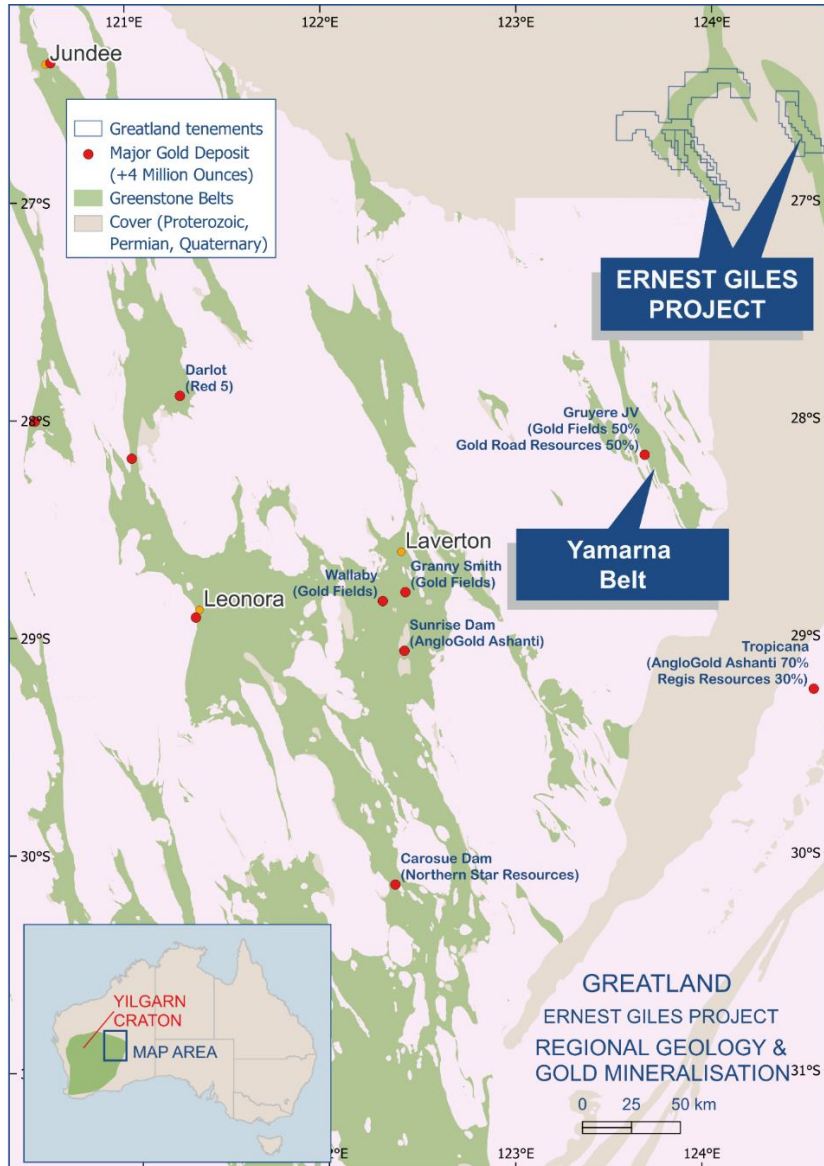 121°E
122°E
123°E
124°E
Jundee
Greatland tenements
Major Gold Deposit
(+4 Million Ounces)
Greenstone Belts
Cover (Proterozoic,
Permian, Quaternary)
27°S
27°S
ERNEST GILES
PROJECT
Darlot
(Red 5)
28°S
28°S
Gruyere JV
(Gold Fields 50%
Gold Road Resources 50%)
Yamarna
Belt
Laverton
Granny Smith
(Gold Fields)
Wallaby
(Gold Fields)
Leonora
Sunrise Dam
(AngloGold Ashanti)
29°S
29°S
Tropicana
(AngloGold Ashanti 70%
Regis Resources 30%)
30°S
30°S
Carosue Dam
(Northern Star Resources)
YILGARN
CRATON
MAP AREA
GREATLAND
ERNEST GILES PROJECT
REGIONAL GEOLOGY &
GOLD MINERALISATION
0 25 50 km
31°S
123°E
124°E